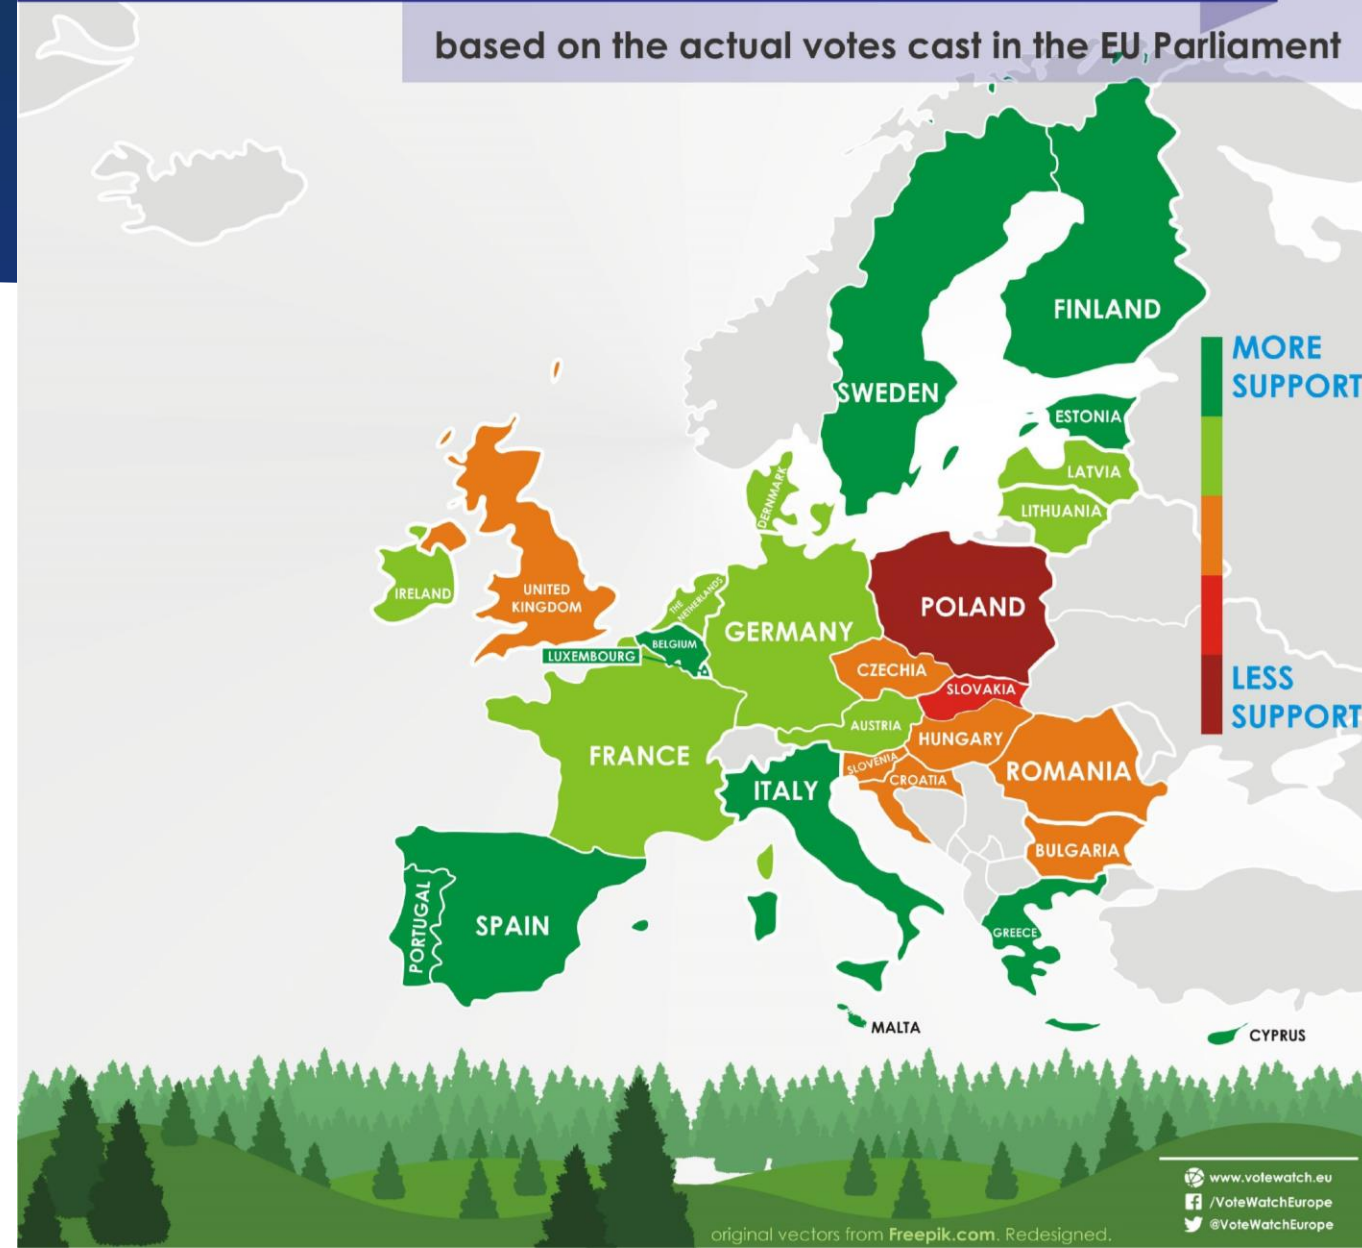 based on the actual votes cast in the EU Parliament
FINLAND
MORE
SUPPORT
SWEDEN
ESTONIA
LATVIA
DERNMARK
LITHUANIA
IRELAND
UNITED
KINGDOM
THE
NETHERLANDS
POLAND
GERMANY
BELGIUM
LUXEMBOURG
CZECHIA
SLOVAKIA
LESS
SUPPORT
AUSTRIA
HUNGARY
FRANCE
SLOVENIA
CROATIA
ROMANIA
ITALY
BULGARIA
PORTUGAL
SPAIN
GREECE
MALTA
CYPRUS
www.votewatch.eu
/VoteWatchEurope
@VoteWatchEurope
original vectors from Freepik.com. Redesigned.